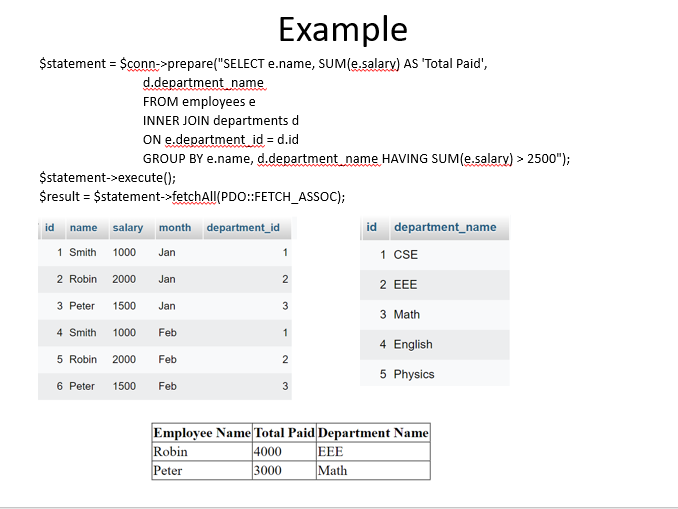 Example
$statement = $conn->prepare("SELECT e.name, SUM(e.salary) AS 'Total Paid',
d.department_name
FROM employees e
INNER JOIN departments d
ON e.department_id = d.id
GROUP BY e.name, d.department_name HAVING SUM(e.salary) > 2500");
$statement->execute();
$result = $statement->fetchAll(PDO::FETCH_ASSOC);
id name salary month department_id
1 Smith 1000 Jan 1
2 Robin 2000 Jan 2
3 Peter 1500 Jan 3
4 Smith 1000 Feb 1
5 Robin 2000 Feb 2
6 Peter 1500 Feb 3
id department_name
1 CSE
2 EEE
3 Math
4 English
5 Physics
Employee Name Total Paid Department Name
Robin 4000 EEE
Peter 3000 Math